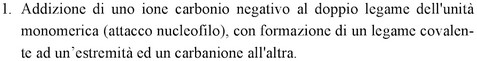 1. Addizione di uno ione carbonio negativo al doppio legame dell'unità
monomerica (attacco nucleofilo), con formazione di un legame covalen-
te ad un'estremità ed un carbanione all'altra.